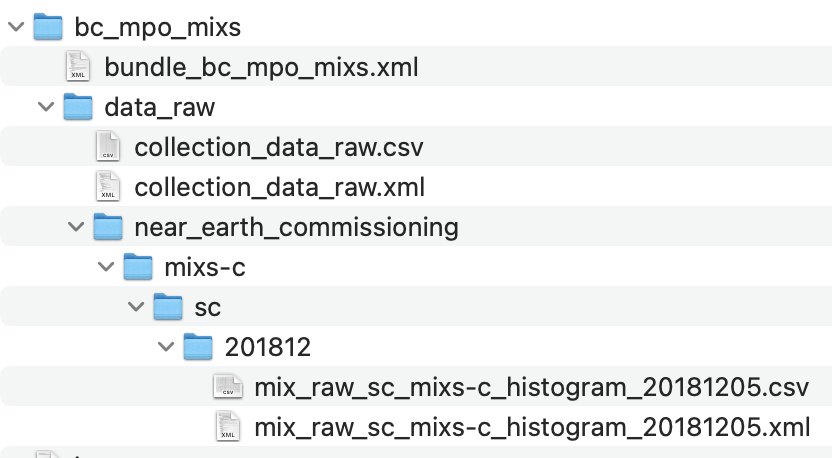 bc_mpo_mixs
bundle_bc_mpo_mixs.xml
data_raw
collection_data_raw.csv
collection_data_raw.xml
near_earth_commissioning
mixs-c
sc
201812
mix_raw_sc_mixs-c_histogram_20181205.csv
mix_raw_sc_mixs-c_histogram_20181205.xml